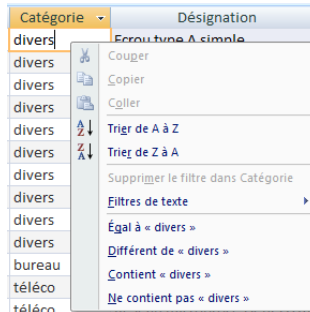 Catégorie Désignation
divers Ecrou type A simple
divers Couper
divers Copier
divers Coller
divers Trier de A à Z
divers Trier de Z à A
divers Supprimer le filtre dans Catégorie
divers Filtres de texte
divers Égal à « divers »
divers Différent de « divers »
bureau Contient « divers »
téléco Ne contient pas « divers »
téléco